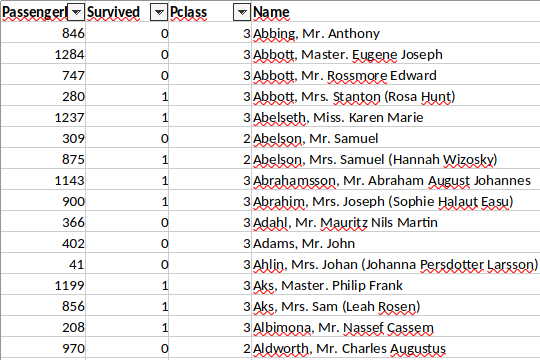 PassengerI Survived Pclass Name
846 0 3 Abbing, Mr. Anthony
1284 0 3 Abbott, Master. Eugene Joseph
747 0 3 Abbott, Mr. Rossmore Edward
280 1 3 Abbott, Mrs. Stanton (Rosa Hunt)
1237 1 3 Abelseth, Miss. Karen Marie
309 0 2 Abelson, Mr. Samuel
875 1 2 Abelson, Mrs. Samuel (Hannah Wizosky)
1143 1 3 Abrahamsson, Mr. Abraham August Johannes
900 1 3 Abrahim, Mrs. Joseph (Sophie Halaut Easu)
366 0 3 Adahl, Mr. Mauritz Nils Martin
402 0 3 Adams, Mr. John
41 0 3 Ahlin, Mrs. Johan (Johanna Persdotter Larsson)
1199 1 3 Aks, Master. Philip Frank
856 1 3 Aks, Mrs. Sam (Leah Rosen)
208 1 3 Albimona, Mr. Nassef Cassem
970 0 2 Aldworth, Mr. Charles Augustus